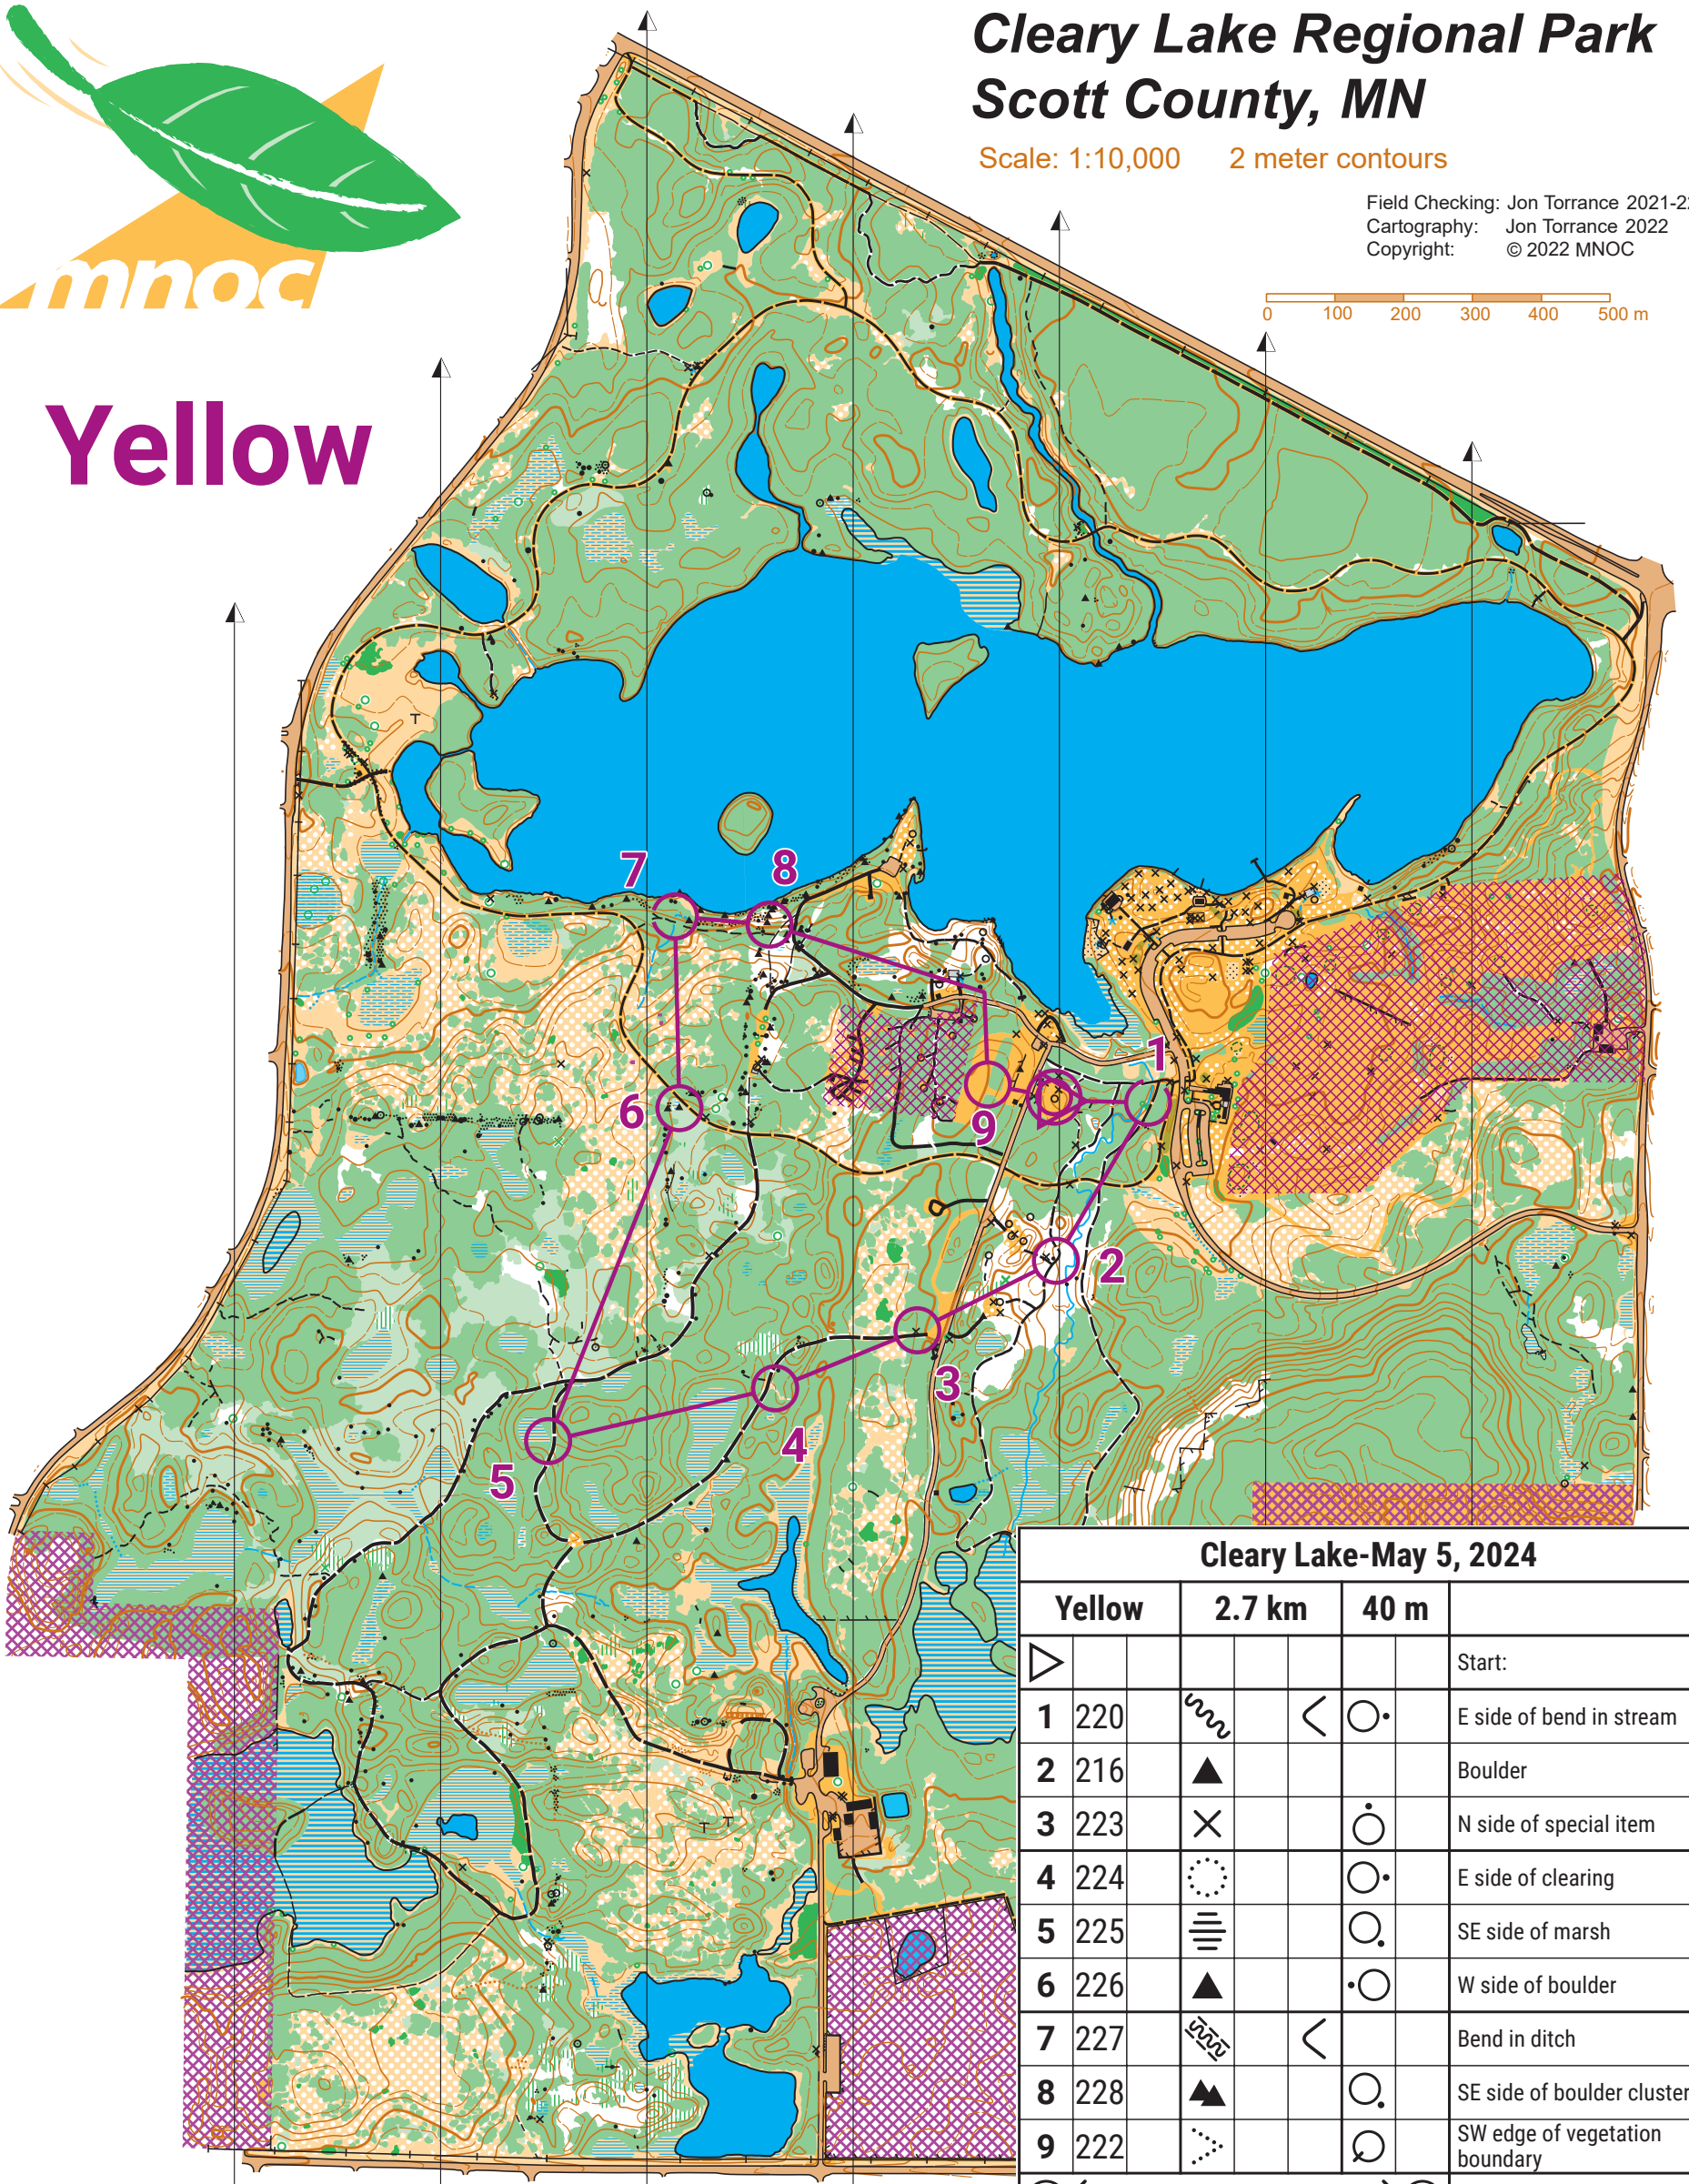 Cleary Lake Regional Park
Scott County, MN
Scale: 1:10,000 2 meter contours
Field Checking: Jon Torrance 2021-22
Cartography: Jon Torrance 2022
Copyright: © 2022 MNOC
0 100 200 300 400 500 m
mnoc
Yellow
7
8
1
6
9
2
3
4
5
Cleary Lake-May 5, 2024
Yellow 2.7 km 40 m
Start:
1 220 E side of bend in stream
2 216 Boulder
3 223 N side of special item
4 224 E side of clearing
5 225 SE side of marsh
6 226 W side of boulder
7 227 Bend in ditch
8 228 SE side of boulder cluster
9 222 SW edge of vegetation
boundary